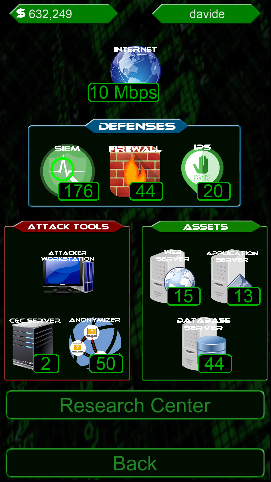 $ 632,249
davide
INTERNET
10 Mbps
DEFENSES
SIEM
FIREWALL
IPS
176
44
20
ATTACK TOOLS
ASSETS
ATTACKER
WORKSTATION
WEB
SERVER
APPLICATION
SERVER
15
13
C&C SERVER
ANONYMIZER
DATABASE
SERVER
2
50
44
Research Center
Back